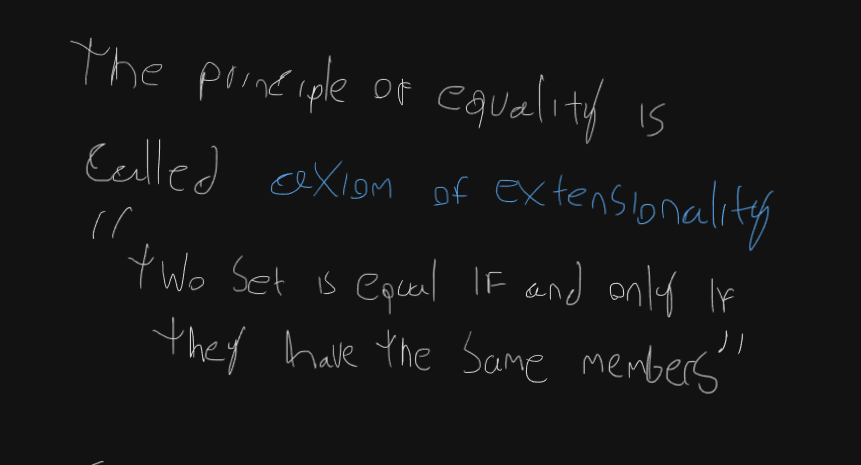 The principle of equality is
called axiom of extensionality
"
Two set is equal IF and only IF
they have the same members"